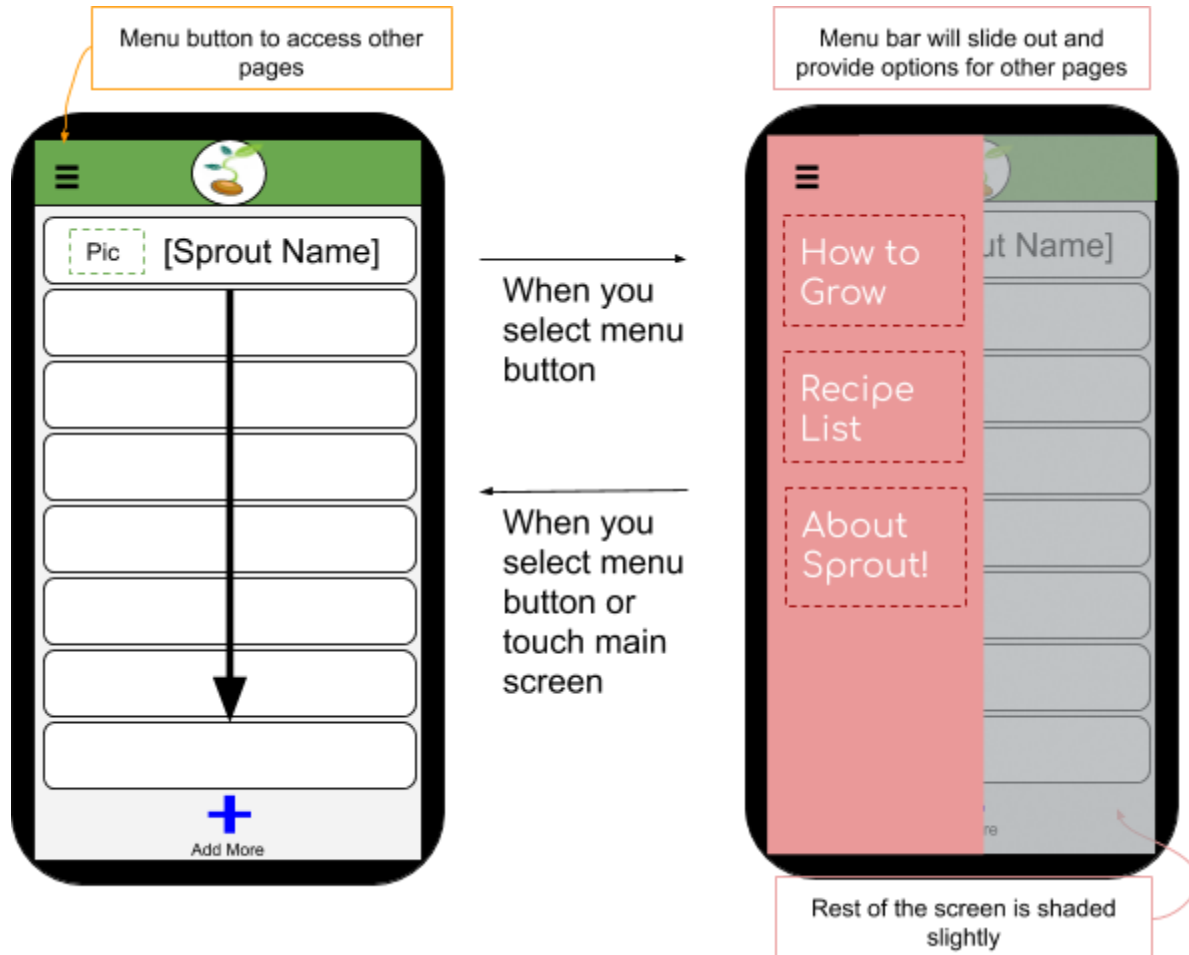 Menu button to access other
pages
Menu bar will slide out and
provide options for other pages
Pic
[Sprout Name]
When you
select menu
button
When you
select menu
button or
touch main
screen
Add More
How to
Grow
Recipe
List
About
Sprout!
ut Name]
re
Rest of the screen is shaded
slightly